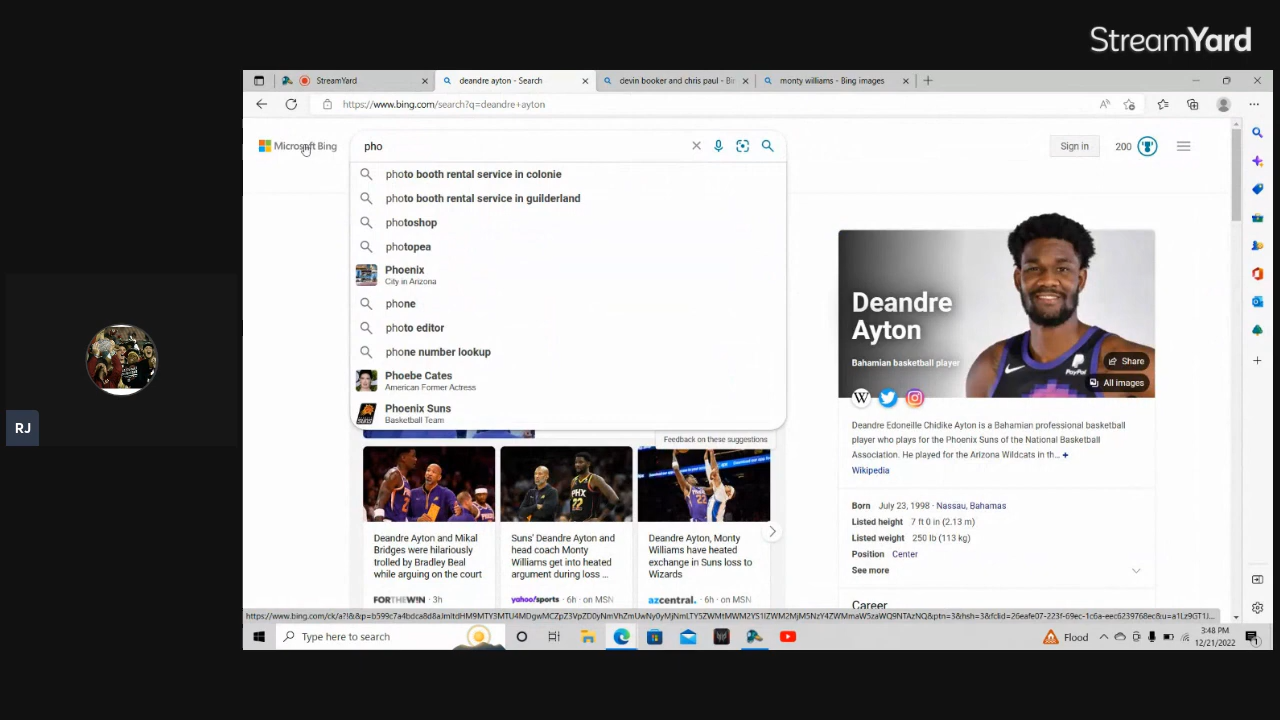 StreamYard
StreamYard
deandre ayton - Search
devin booker and chris paul - Bi
monty williams - Bing images
https://www.bing.com/search?q=deandre+ayton
Microsoft Bing
pho
Sign in
200
photo booth rental service in colonie
photo booth rental service in guilderland
photoshop
photopea
Phoenix
City in Arizona
phone
photo editor
phone number lookup
Phoebe Cates
American Former Actress
Phoenix Suns
Basketball Team
Feedback on these suggestions
Deandre
Ayton
Bahamian basketball player
PayPal
Share
All images
W
Deandre Edoneille Chidike Ayton is a Bahamian professional basketball
player who plays for the Phoenix Suns of the National Basketball
Association. He played for the Arizona Wildcats in th... +
Wikipedia
Born July 23, 1998 · Nassau, Bahamas
Listed height 7 ft 0 in (2.13 m)
Listed weight 250 lb (113 kg)
Position Center
See more
Career
PHX
22
Deandre Ayton and Mikal
Bridges were hilariously
trolled by Bradley Beal
while arguing on the court
FOR THE WIN · 3h
Suns' Deandre Ayton and
head coach Monty
Williams get into heated
argument during loss ...
yahoo!sports · 6h · on MSN
Deandre Ayton, Monty
Williams have heated
exchange in Suns loss to
Wizards
azcentral. · 6h · on MSN
RJ
Type here to search
Flood
3:48 PM
12/21/2022